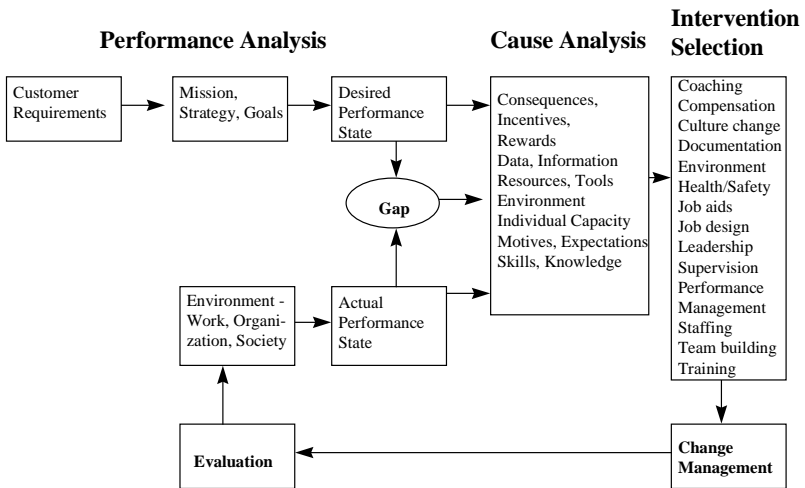 Performance Analysis
Cause Analysis
Intervention
Selection
Customer
Requirements
Mission,
Strategy, Goals
Desired
Performance
State
Gap
Environment -
Work, Organi-
zation, Society
Actual
Performance
State
Consequences,
Incentives,
Rewards
Data, Information
Resources, Tools
Environment
Individual Capacity
Motives, Expectations
Skills, Knowledge
Coaching
Compensation
Culture change
Documentation
Environment
Health/Safety
Job aids
Job design
Leadership
Supervision
Performance
Management
Staffing
Team building
Training
Evaluation
Change
Management